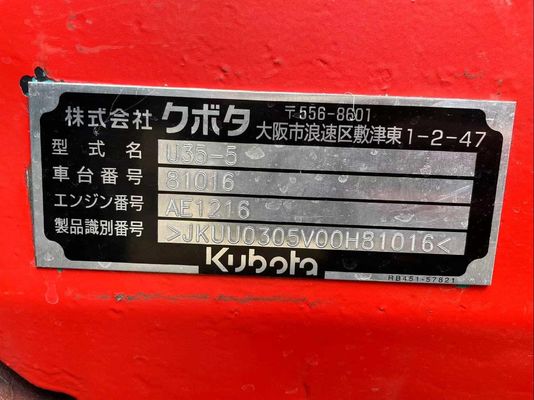 株式会社 クボタ 〒556-8601
大阪市浪速区敷津東1-2-47
型式名 U35-5
車台番号 81016
エンジン番号 AE1216
製品識別番号 >JKUU0305V00H81016<
Kubota
RB451-57821